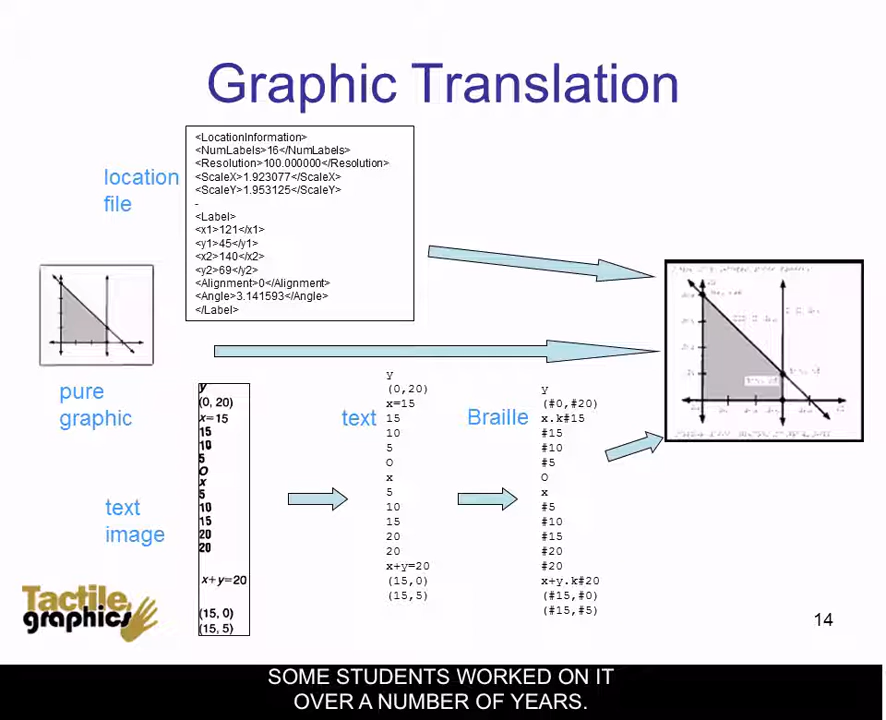 Graphic Translation
location
file
<LocationInformation>
<NumLabels>16</NumLabels>
<Resolution>100.000000</Resolution>
<ScaleX>1.923077</ScaleX>
<ScaleY>1.953125</ScaleY>
-
<Label>
<x1>121</x1>
<y1>45</y1>
<x2>140</x2>
<y2>69</y2>
<Alignment>0</Alignment>
<Angle>3.141593</Angle>
</Label>
pure
graphic
text
image
y
(0, 20)
x=15
15
10
5
O
x
5
10
15
20
20
x+y=20
(15, 0)
(15, 5)
text
y
(0,20)
x=15
15
10
5
O
x
5
10
15
20
20
x+y=20
(15,0)
(15,5)
Braille
y
(#0,#20)
x.k#15
#15
#10
#5
O
x
#5
#10
#15
#20
#20
x+y.k#20
(#15,#0)
(#15,#5)
Tactile
graphics
14
SOME STUDENTS WORKED ON IT
OVER A NUMBER OF YEARS.